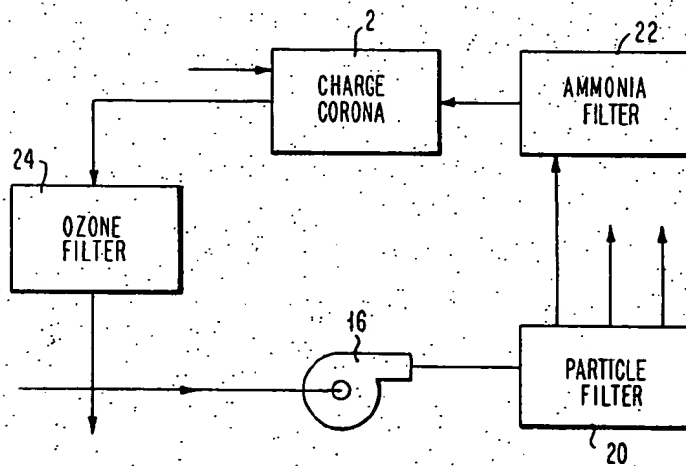 2
CHARGE
CORONA
22
AMMONIA
FILTER
24
OZONE
FILTER
16
PARTICLE
FILTER
20